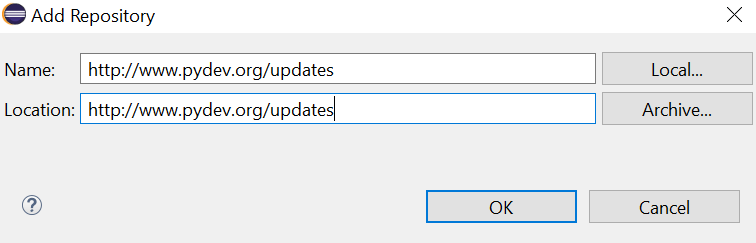 Add Repository
Name: http://www.pydev.org/updates Local...
Location: http://www.pydev.org/updates Archive...
? OK Cancel